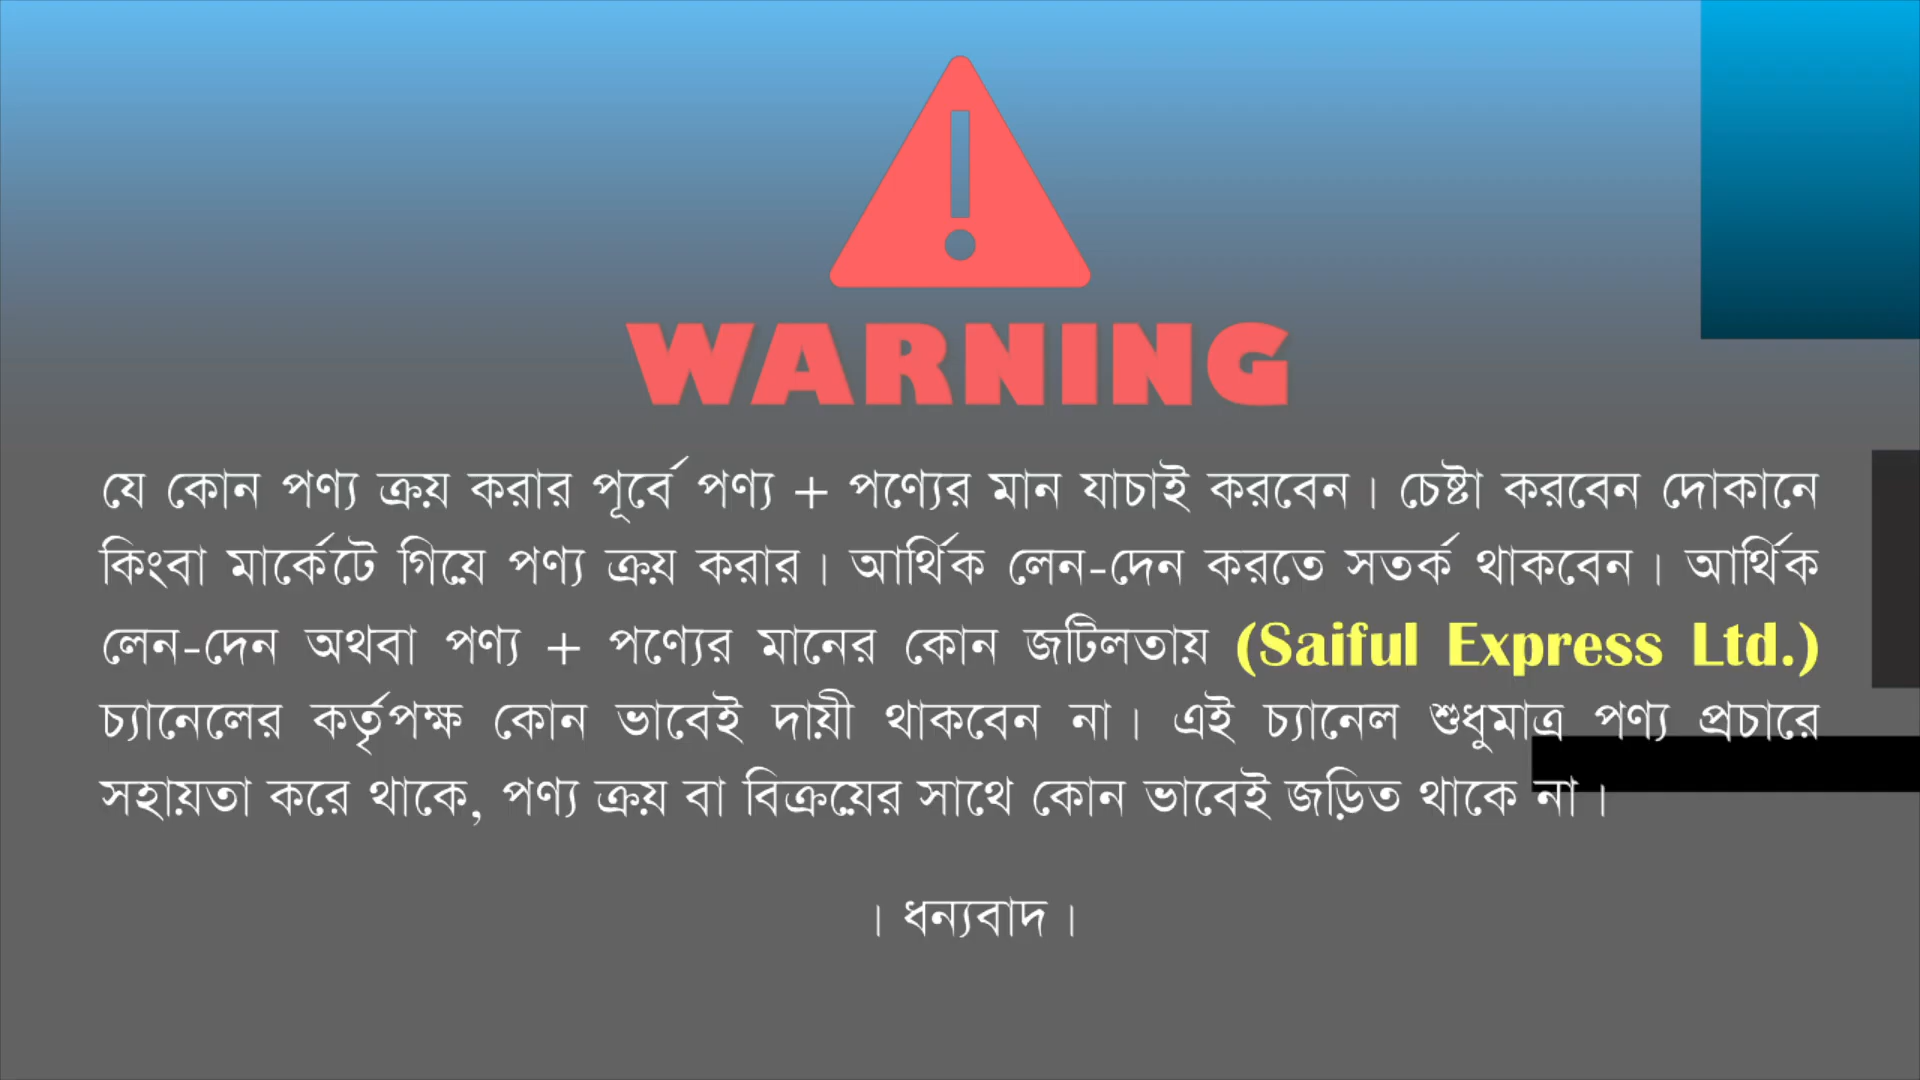 WARNING
যে কোন পণ্য ক্রয় করার পূর্বে পণ্য + পণ্যের মান যাচাই করবেন। চেষ্টা করবেন দোকানে
কিংবা মার্কেটে গিয়ে পণ্য ক্রয় করার। আর্থিক লেন-দেন করতে সতর্ক থাকবেন। আর্থিক
লেন-দেন অথবা পণ্য + পণ্যের মানের কোন জটিলতায় (Saiful Express Ltd.)
চ্যানেলের কর্তৃপক্ষ কোন ভাবেই দায়ী থাকবেন না। এই চ্যানেল শুধুমাত্র পণ্য প্রচারে
সহায়তা করে থাকে, পণ্য ক্রয় বা বিক্রয়ের সাথে কোন ভাবেই জড়িত থাকে না।
। ধন্যবাদ।